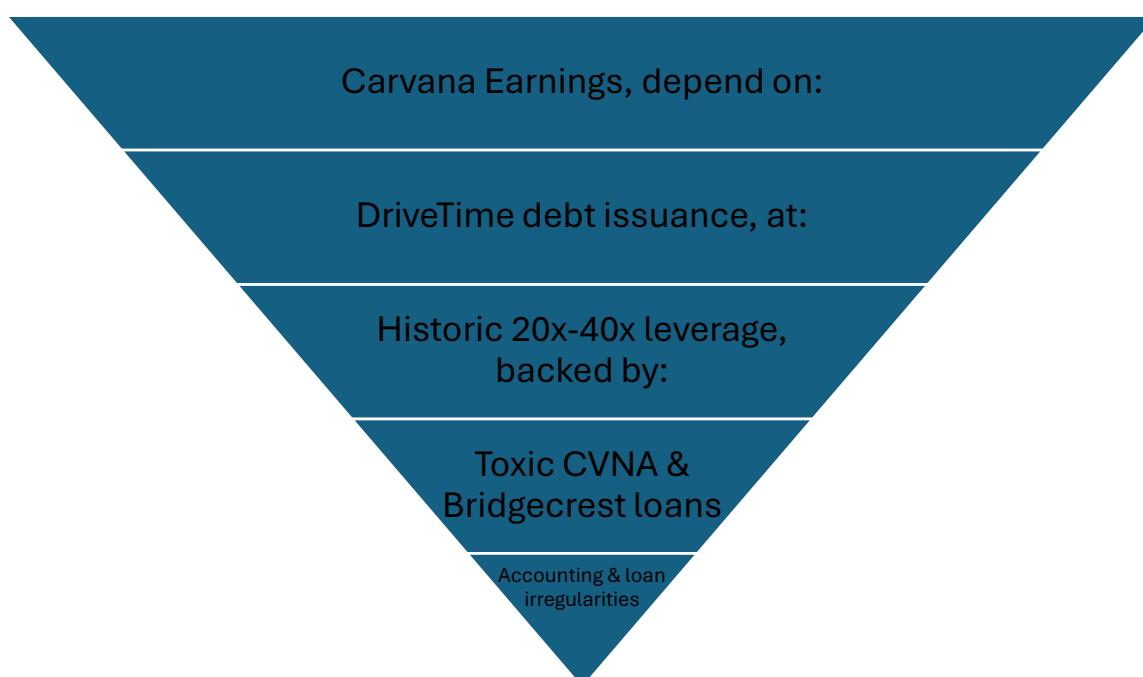 Carvana Earnings, depend on:
DriveTime debt issuance, at:
Historic 20x-40x leverage,
backed by:
Toxic CVNA &
Bridgecrest loans
Accounting & loan
irregularities